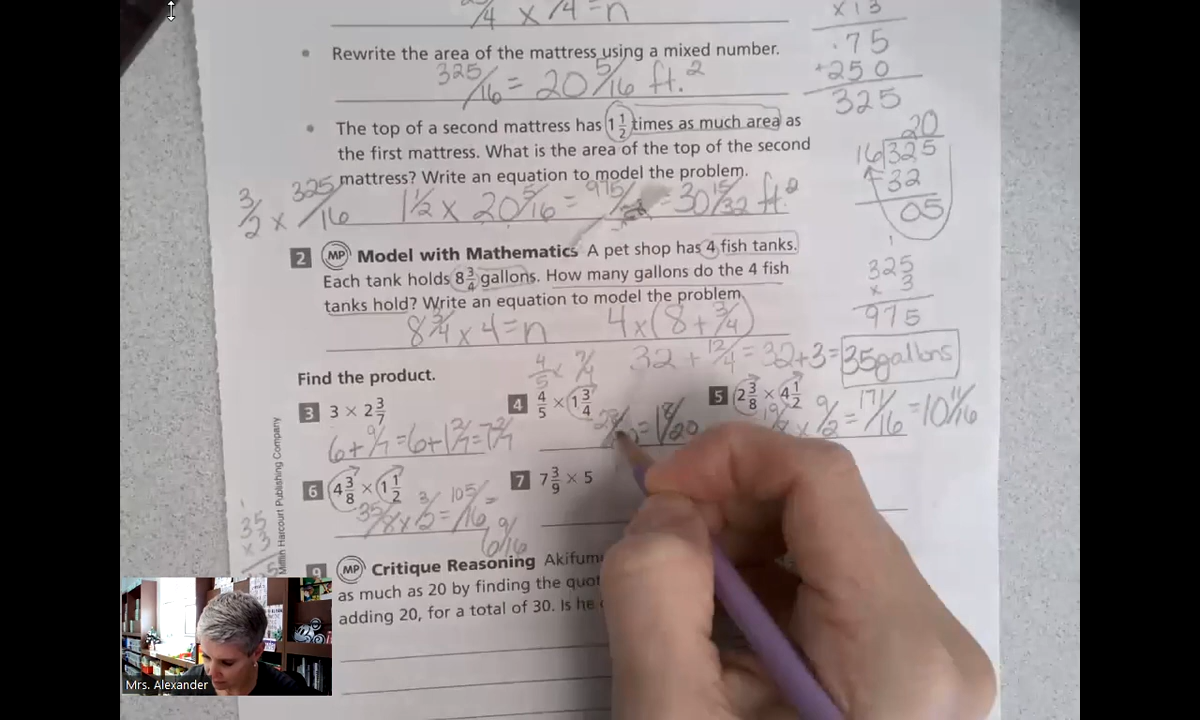 /4 x /4 = n
x 13
• Rewrite the area of the mattress using a mixed number.
75
325/16 = 20 5/16 ft.²
+250
325
• The top of a second mattress has 1 1/2 times as much area as
the first mattress. What is the area of the top of the second
mattress? Write an equation to model the problem.
20
16 325
32
05
3/2 x 325/16 1 1/2 x 20 5/16 = 975/ = 30 15/32 ft²
2 MP Model with Mathematics A pet shop has 4 fish tanks.
Each tank holds 8 3/4 gallons. How many gallons do the 4 fish
tanks hold? Write an equation to model the problem
1
325
x 3
975
8 3/4 x 4 = n 4 x (8 + 3/4)
32 + 12/4 = 32 + 3 = 35 gallons
Find the product.
4/5 x 7/4
3 3 × 2 3/7
6 + 9/7 = 6 + 1 2/7 = 7 2/7
4 4/5 × 1 3/4
28/ = 1 8/20
5 2 3/8 × 4 1/2
19/8 x 9/2 = 171/16 = 10 11/16
6 4 3/8 × 1 1/2
35/8 x 3/2 = 105/16 =
6 9/16
7 7 3/9 × 5
35
x 3
Mifflin Harcourt Publishing Company
9 MP Critique Reasoning Akifum
as much as 20 by finding the quot
adding 20, for a total of 30. Is he
Mrs. Alexander